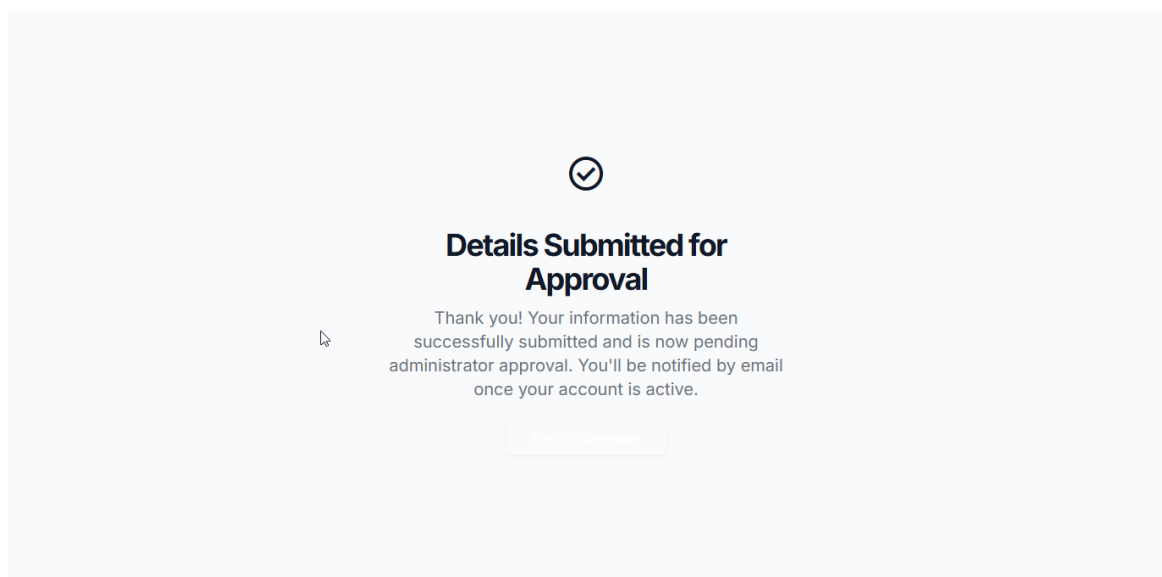 Details Submitted for
Approval
Thank you! Your information has been
successfully submitted and is now pending
administrator approval. You'll be notified by email
once your account is active.